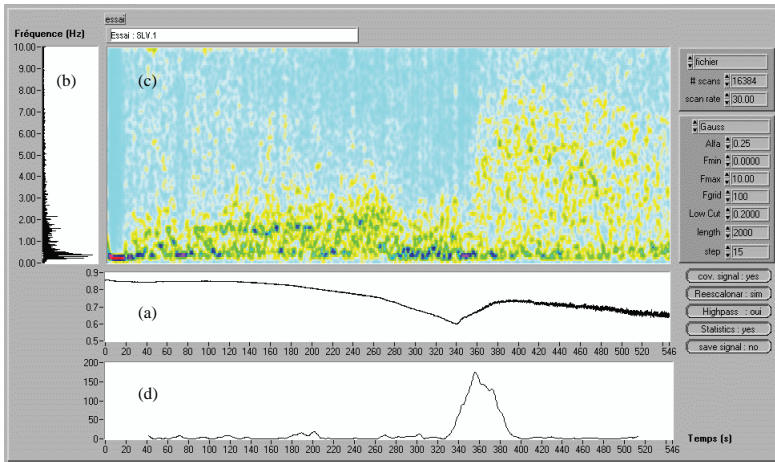 essai
Fréquence (Hz)
Essai : SLV.1
10.00
9.00
8.00
7.00
6.00
5.00
4.00
3.00
2.00
1.00
0.00
(b)
(c)
fichier
# scans 16384
scan rate 30.00
Gauss
Alfa 0.25
Fmin 0.0000
Fmax 10.00
Fgrid 100
Low Cut 0.2000
length 2000
step 15
cov. signal : yes
Reescalonar : sim
Highpass : oui
Statistics : yes
save signal : no
0.9
0.8
0.7
0.6
0.5
(a)
0 20 40 60 80 100 120 140 160 180 200 220 240 260 280 300 320 340 360 380 400 420 440 460 480 500 520 546
200
150
100
50
0
(d)
0 20 40 60 80 100 120 140 160 180 200 220 240 260 280 300 320 340 360 380 400 420 440 460 480 500 520 546
Temps (s)